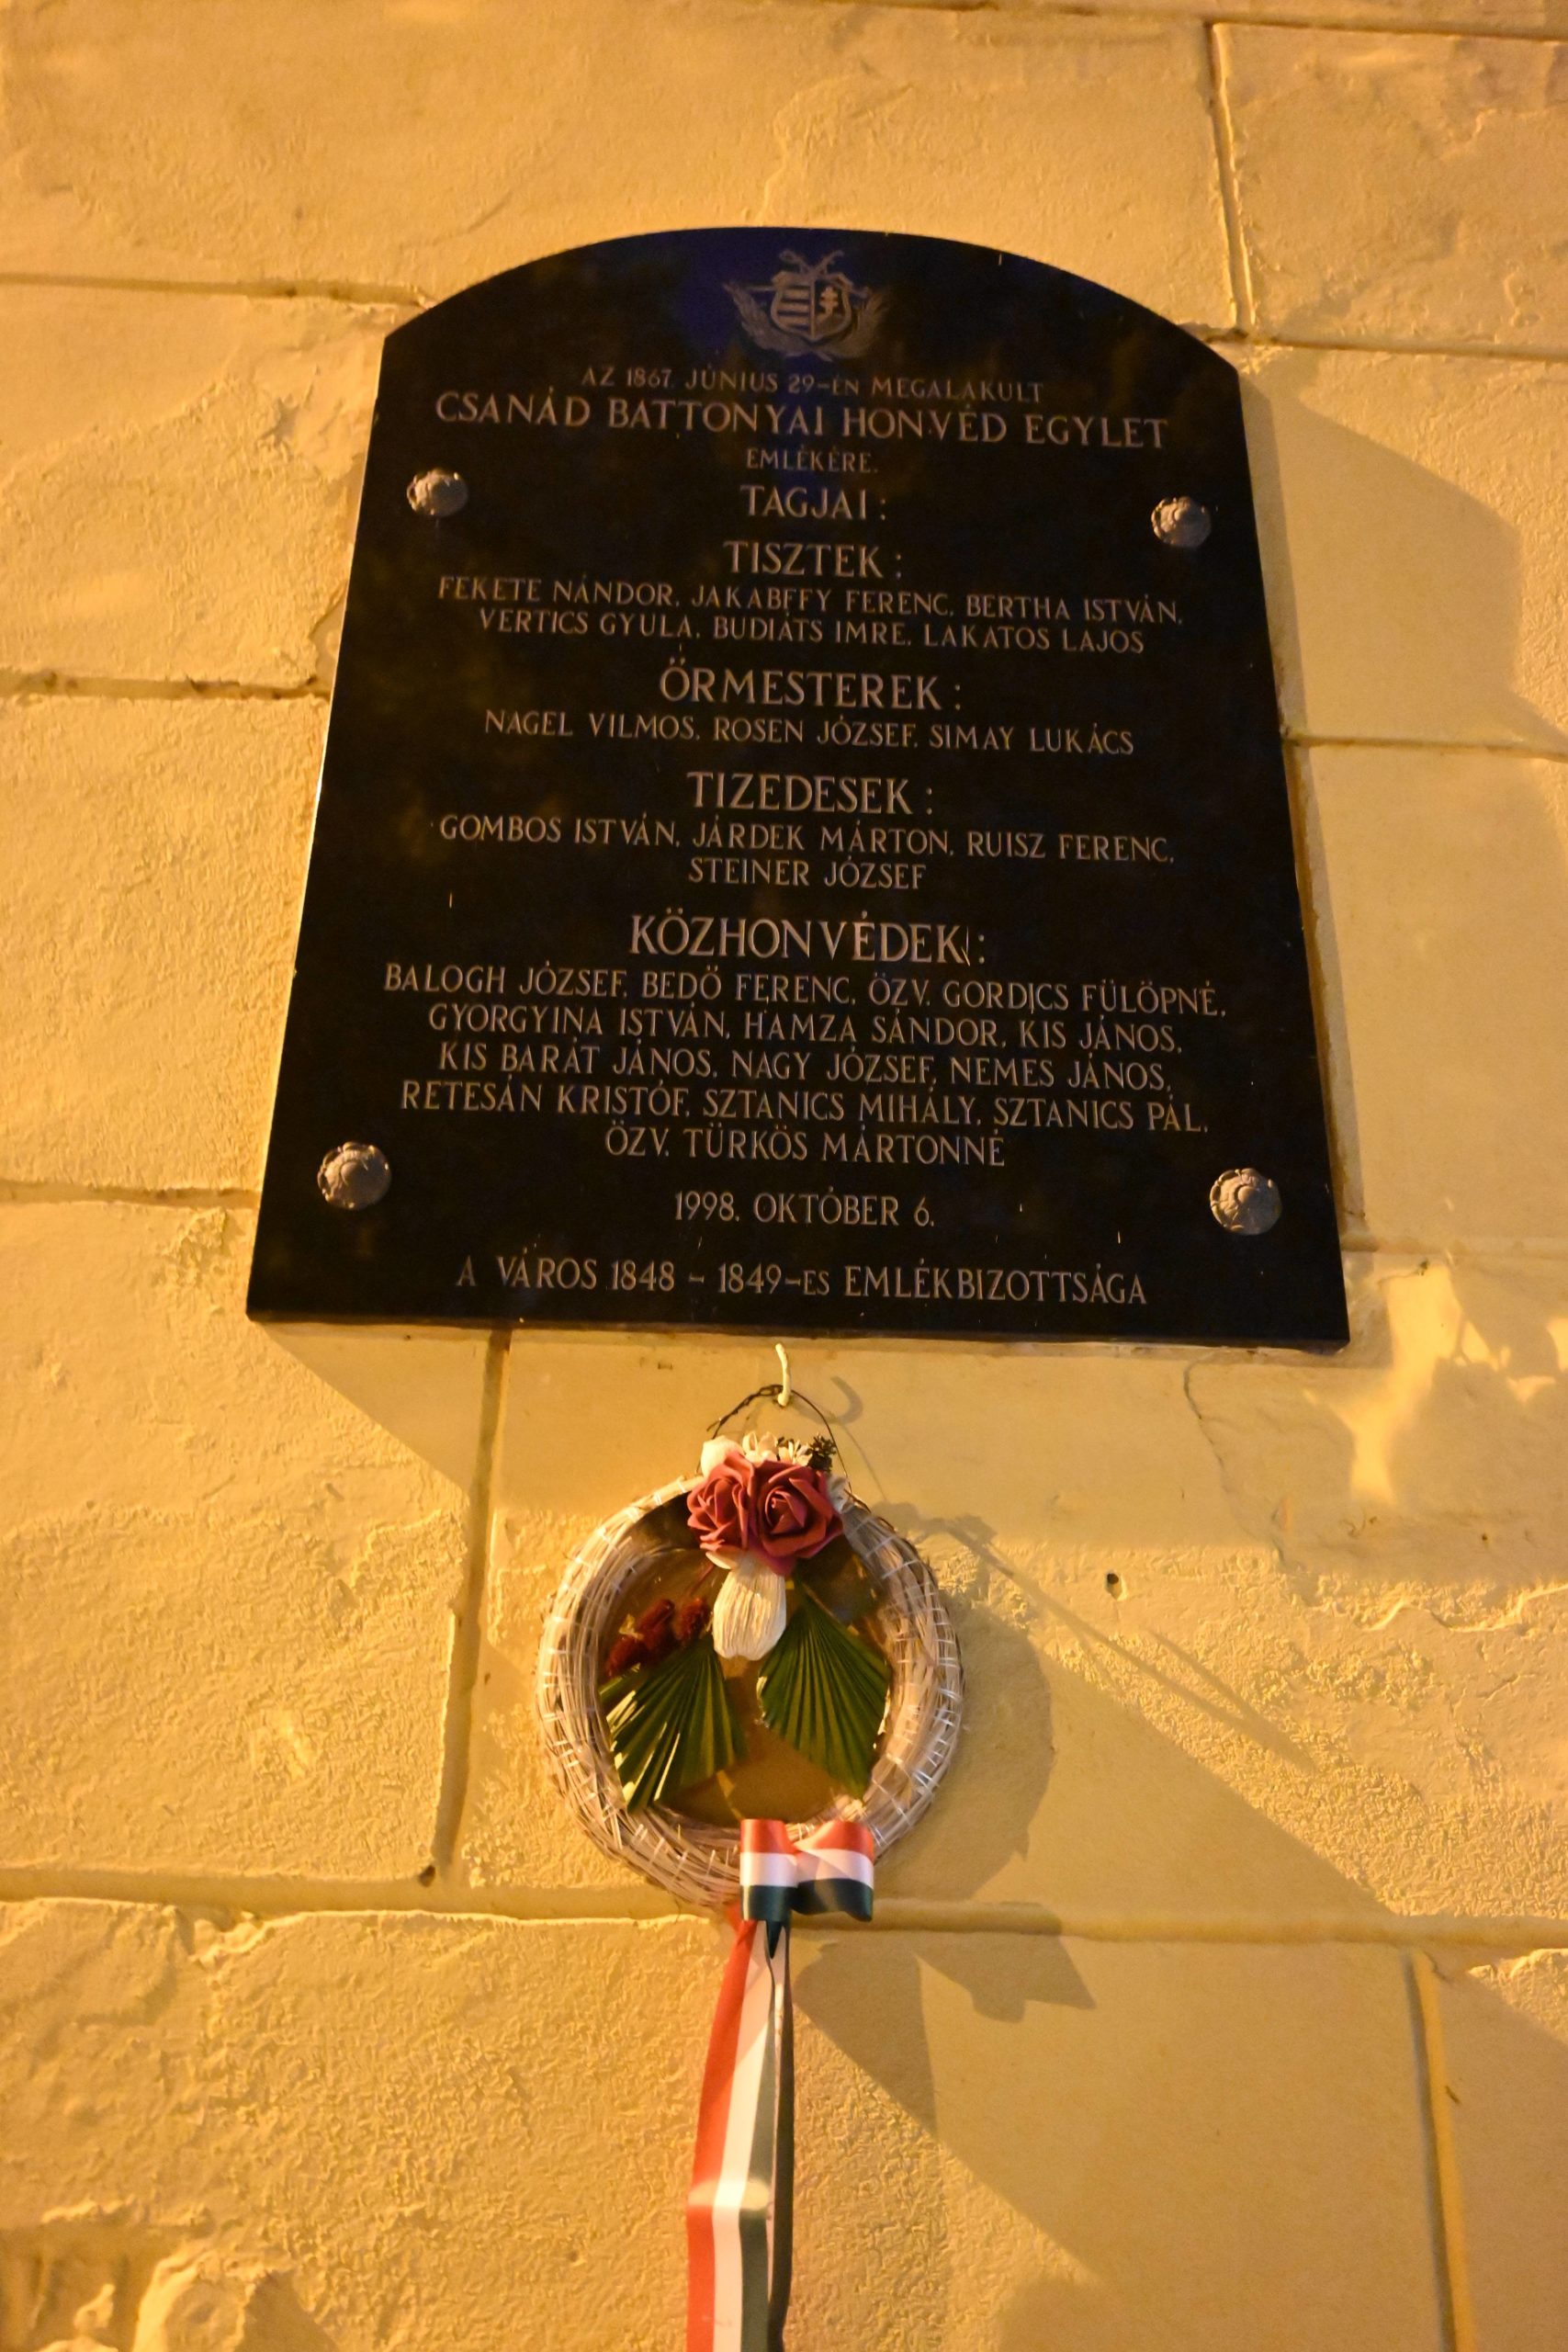 AZ 1867. JÚNIUS 29-ÉN MEGALAKULT
CSANÁD BATTONYAI HONVÉD EGYLET
EMLÉKÉRE.
TAGJAI:
TISZTEK:
FEKETE NÁNDOR, JAKABFFY FERENC, BERTHA ISTVÁN,
VERTICS GYULA, BUDIÁTS IMRE, LAKATOS LAJOS
ŐRMESTEREK:
NAGEL VILMOS, ROSEN JÓZSEF, SIMAY LUKÁCS
TIZEDESEK:
GOMBOS ISTVÁN, JÁRDEK MÁRTON, RUISZ FERENC,
STEINER JÓZSEF
KÖZHONVÉDEK:
BALOGH JÓZSEF, BEDŐ FERENC, ÖZV. GORDICS FÜLÖPNÉ,
GYORGYINA ISTVÁN, HAMZA SÁNDOR, KIS JÁNOS,
KIS BARÁT JÁNOS, NAGY JÓZSEF, NEMES JÁNOS,
RETESÁN KRISTÓF, SZTANICS MIHÁLY, SZTANICS PÁL,
ÖZV. TÜRKÖS MÁRTONNÉ
1998. OKTÓBER 6.
A VÁROS 1848 - 1849-ES EMLÉKBIZOTTSÁGA